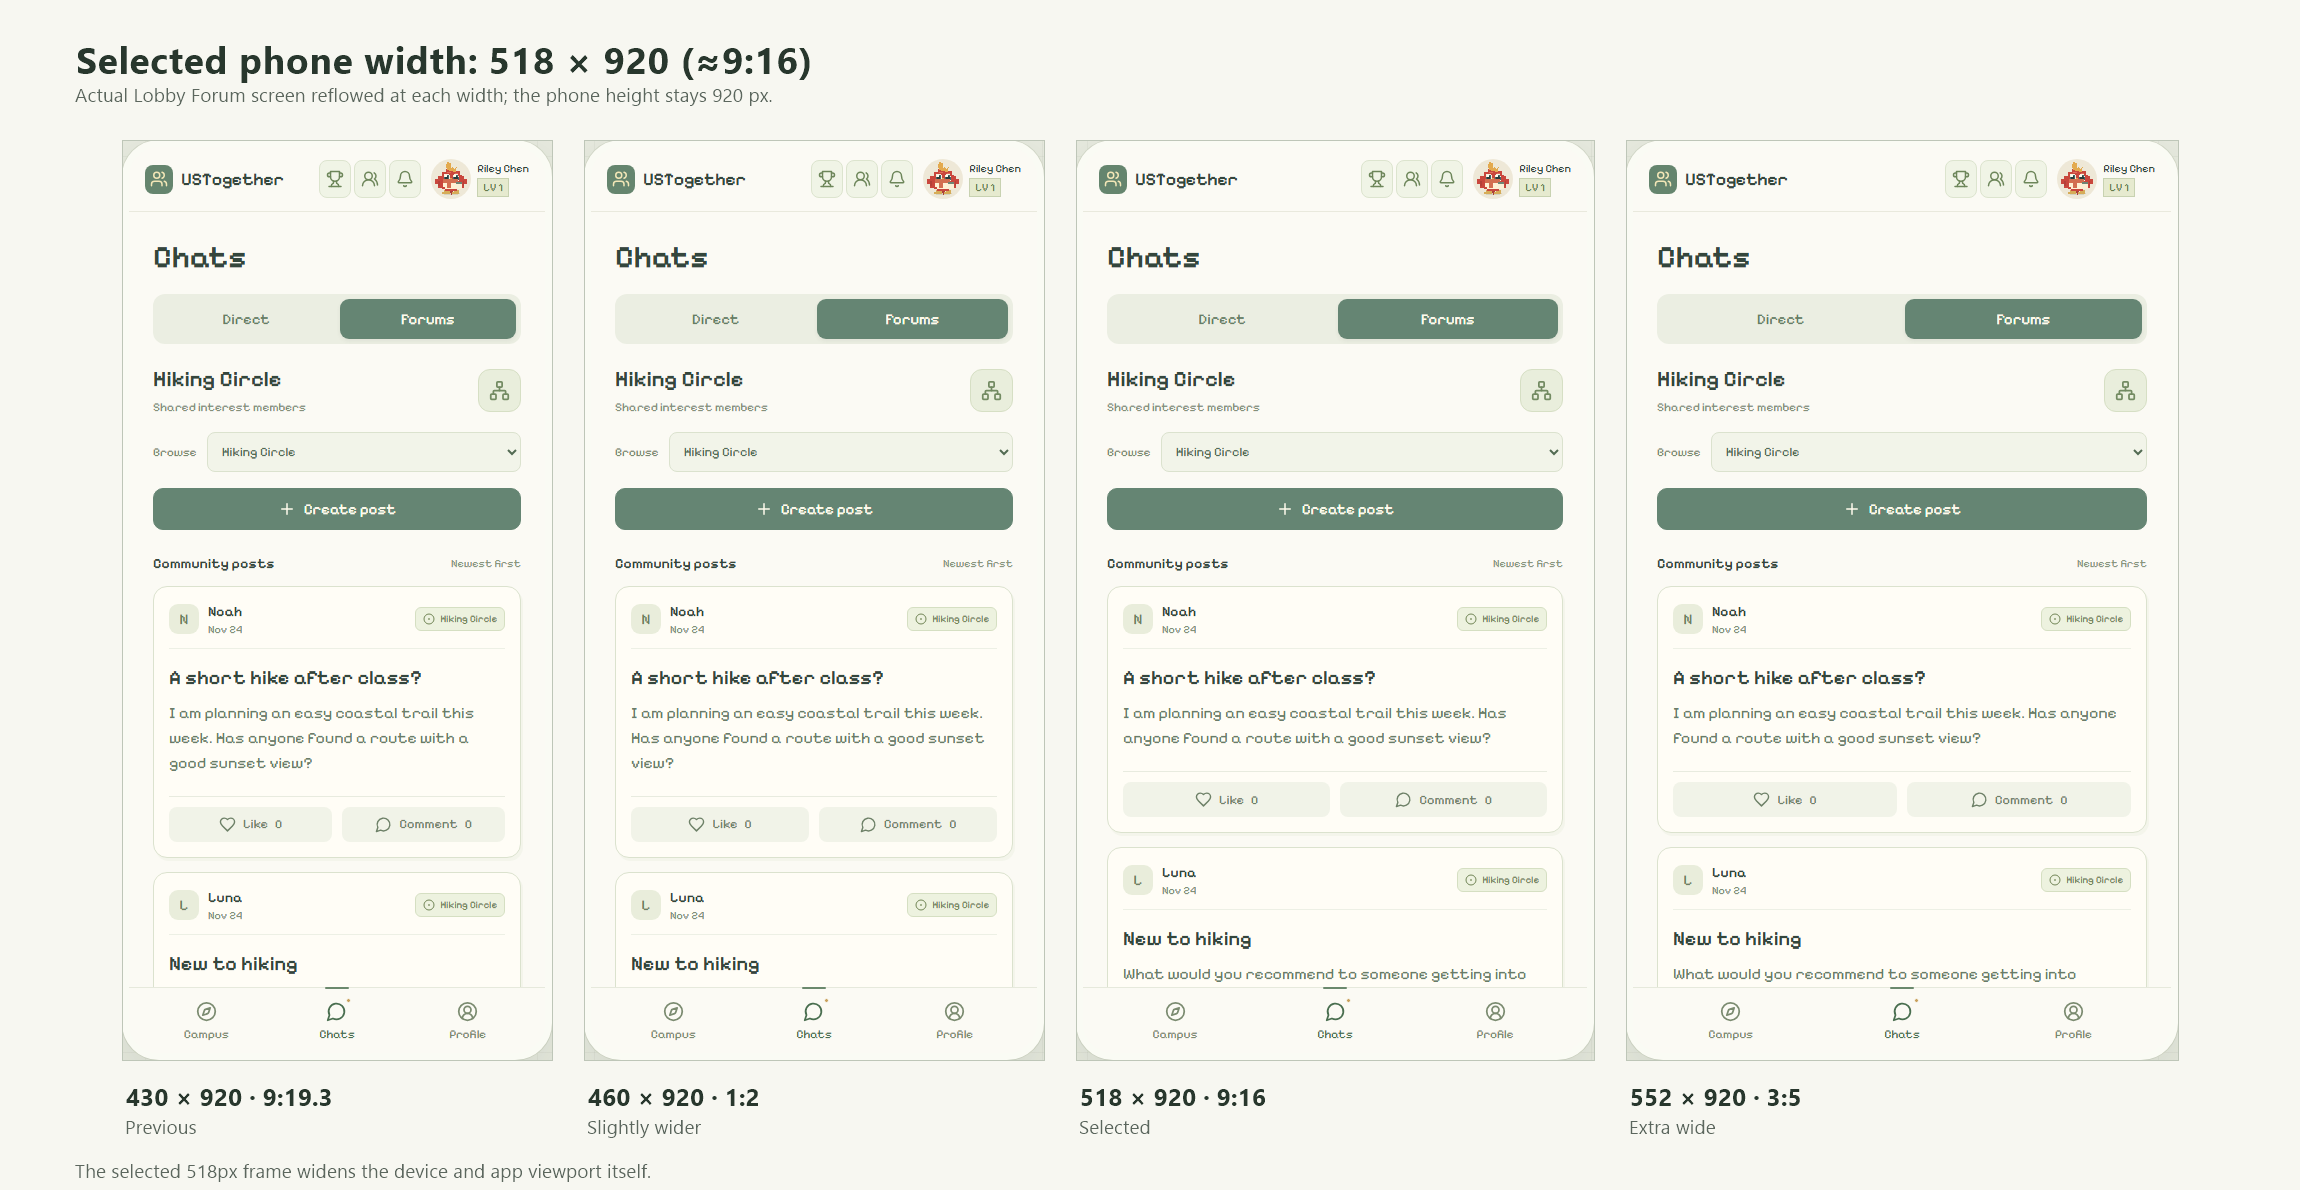 Selected phone width: 518 × 920 (≈9:16)
Actual Lobby Forum screen reflowed at each width; the phone height stays 920 px.
USTogether
Riley Chen
LV 1
Chats
Direct
Forums
Hiking Circle
Shared interest members
Browse
Hiking Circle
+ Create post
Community posts
Newest first
N
Noah
Nov 24
Hiking Circle
A short hike after class?
I am planning an easy coastal trail this
week. Has anyone found a route with a
good sunset view?
Like 0
Comment 0
L
Luna
Nov 24
Hiking Circle
New to hiking
Campus
Chats
Profile
430 × 920 · 9:19.3
Previous
USTogether
Riley Chen
LV 1
Chats
Direct
Forums
Hiking Circle
Shared interest members
Browse
Hiking Circle
+ Create post
Community posts
Newest first
N
Noah
Nov 24
Hiking Circle
A short hike after class?
I am planning an easy coastal trail this week.
Has anyone found a route with a good sunset
view?
Like 0
Comment 0
L
Luna
Nov 24
Hiking Circle
New to hiking
Campus
Chats
Profile
460 × 920 · 1:2
Slightly wider
USTogether
Riley Chen
LV 1
Chats
Direct
Forums
Hiking Circle
Shared interest members
Browse
Hiking Circle
+ Create post
Community posts
Newest first
N
Noah
Nov 24
Hiking Circle
A short hike after class?
I am planning an easy coastal trail this week. Has
anyone found a route with a good sunset view?
Like 0
Comment 0
L
Luna
Nov 24
Hiking Circle
New to hiking
What would you recommend to someone getting into
Campus
Chats
Profile
518 × 920 · 9:16
Selected
USTogether
Riley Chen
LV 1
Chats
Direct
Forums
Hiking Circle
Shared interest members
Browse
Hiking Circle
+ Create post
Community posts
Newest first
N
Noah
Nov 24
Hiking Circle
A short hike after class?
I am planning an easy coastal trail this week. Has anyone
found a route with a good sunset view?
Like 0
Comment 0
L
Luna
Nov 24
Hiking Circle
New to hiking
What would you recommend to someone getting into
Campus
Chats
Profile
552 × 920 · 3:5
Extra wide
The selected 518px frame widens the device and app viewport itself.